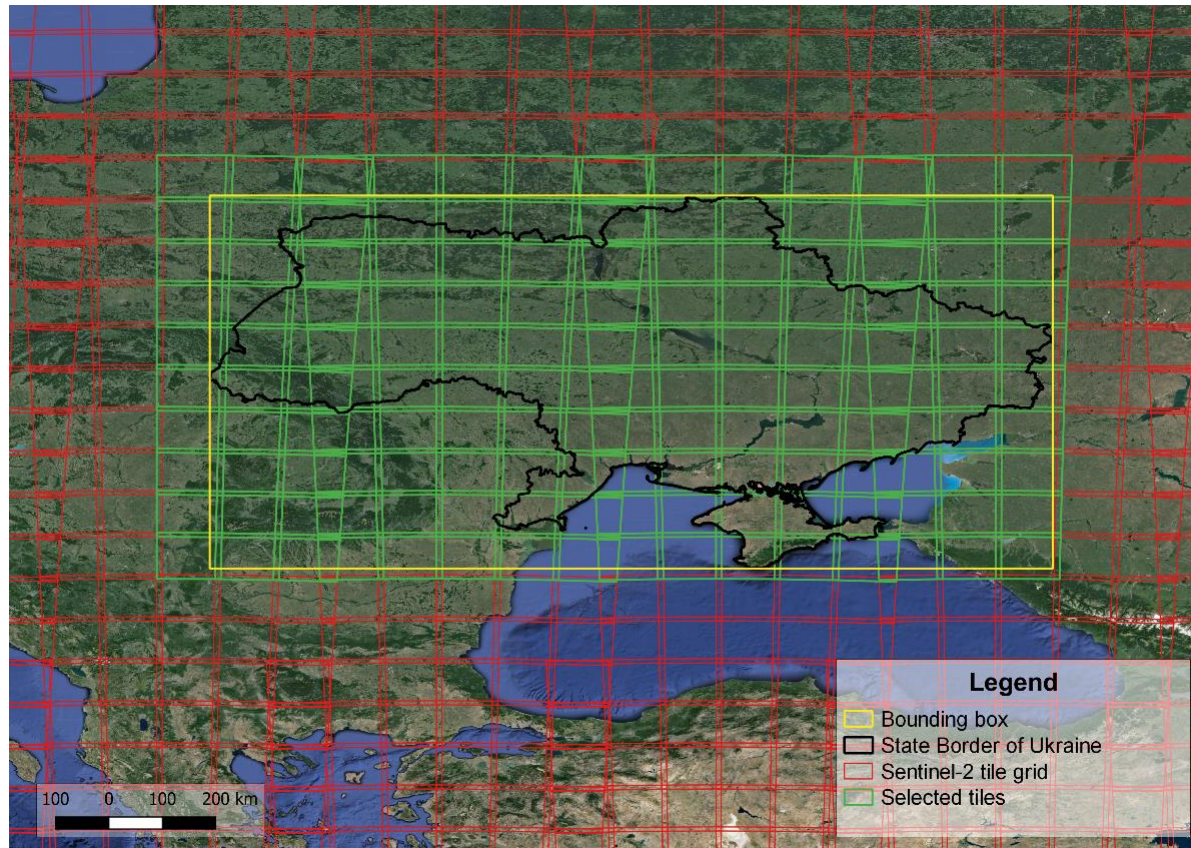 Legend
Bounding box
State Border of Ukraine
Sentinel-2 tile grid
Selected tiles
100 0 100 200 km